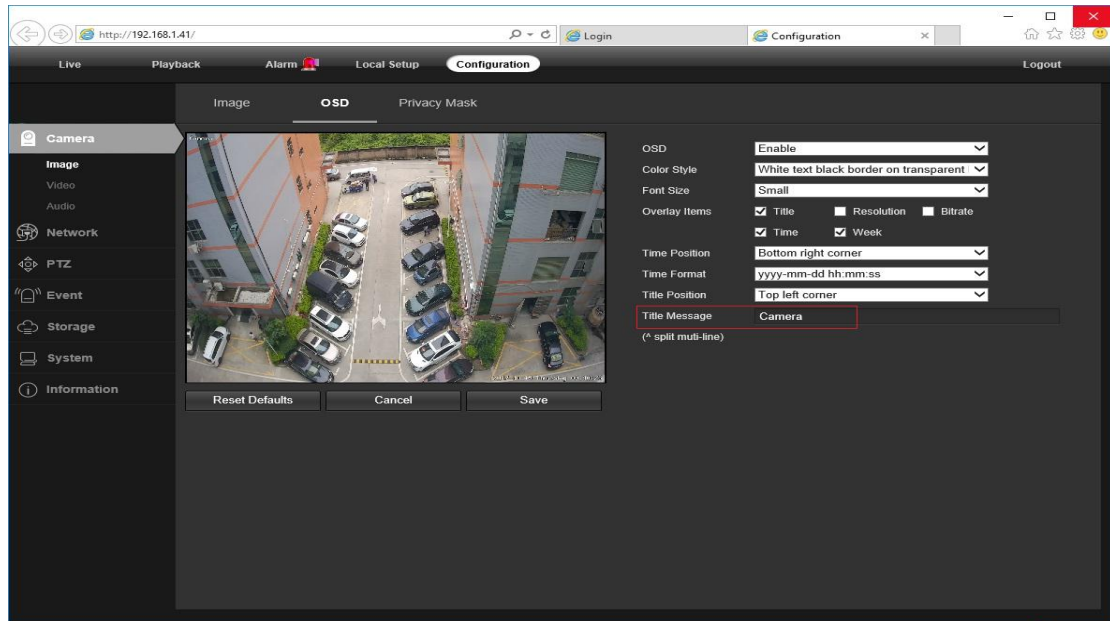 http://192.168.1.41/
Login
Configuration
Live Playback Alarm Local Setup Configuration Logout
Image OSD Privacy Mask
Camera
Image
Video
Audio
Network
PTZ
Event
Storage
System
Information
Camera
Reset Defaults Cancel Save
OSD Enable
Color Style White text black border on transparent
Font Size Small
Overlay Items Title Resolution Bitrate
Time Week
Time Position Bottom right corner
Time Format yyyy-mm-dd hh:mm:ss
Title Position Top left corner
Title Message Camera
(^ split muti-line)